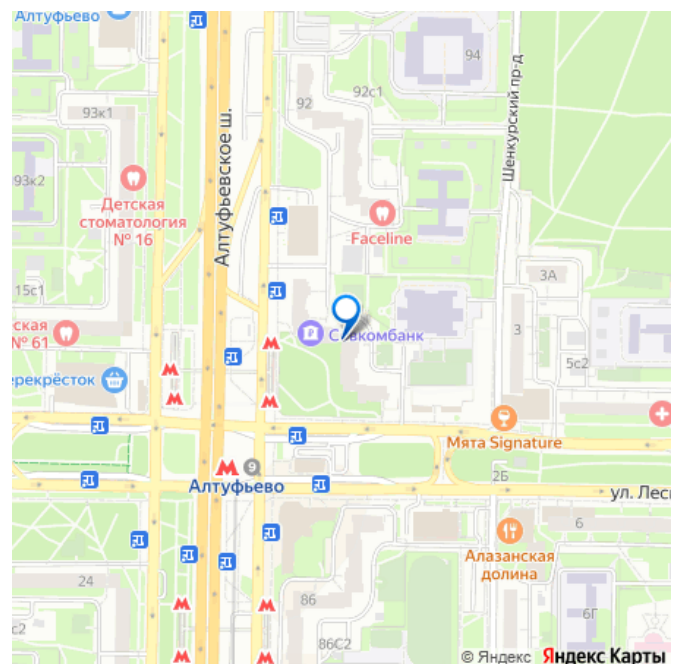 Алтуфьево
94
92
92с1
93к1
Алтуфьевское ш.
Шенкурский пр-д
93к2
Детская
стоматология
№ 16
Faceline
3А
15с1
3
ская
№ 61
Совкомбанк
5с2
ерекрёсток
Мята Signature
9
Алтуфьево
2Б
ул. Лес
6
Алазанская
долина
24
86
6Г
с2
86С2
© Яндекс Яндекс Карты